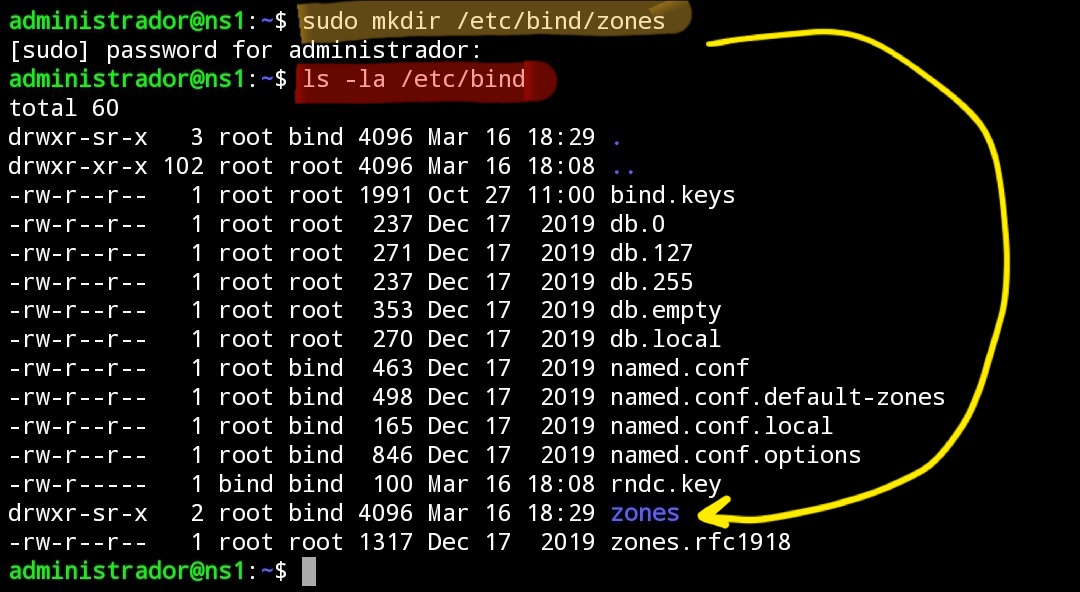 administrador@ns1:~$ sudo mkdir /etc/bind/zones
[sudo] password for administrador:
administrador@ns1:~$ ls -la /etc/bind
total 60
drwxr-sr-x   3 root bind 4096 Mar 16 18:29 .
drwxr-xr-x 102 root root 4096 Mar 16 18:08 ..
-rw-r--r--   1 root root 1991 Oct 27 11:00 bind.keys
-rw-r--r--   1 root root  237 Dec 17  2019 db.0
-rw-r--r--   1 root root  271 Dec 17  2019 db.127
-rw-r--r--   1 root root  237 Dec 17  2019 db.255
-rw-r--r--   1 root root  353 Dec 17  2019 db.empty
-rw-r--r--   1 root root  270 Dec 17  2019 db.local
-rw-r--r--   1 root bind  463 Dec 17  2019 named.conf
-rw-r--r--   1 root bind  498 Dec 17  2019 named.conf.default-zones
-rw-r--r--   1 root bind  165 Dec 17  2019 named.conf.local
-rw-r--r--   1 root bind  846 Dec 17  2019 named.conf.options
-rw-r-----   1 bind bind  100 Mar 16 18:08 rndc.key
drwxr-sr-x   2 root bind 4096 Mar 16 18:29 zones
-rw-r--r--   1 root root 1317 Dec 17  2019 zones.rfc1918
administrador@ns1:~$